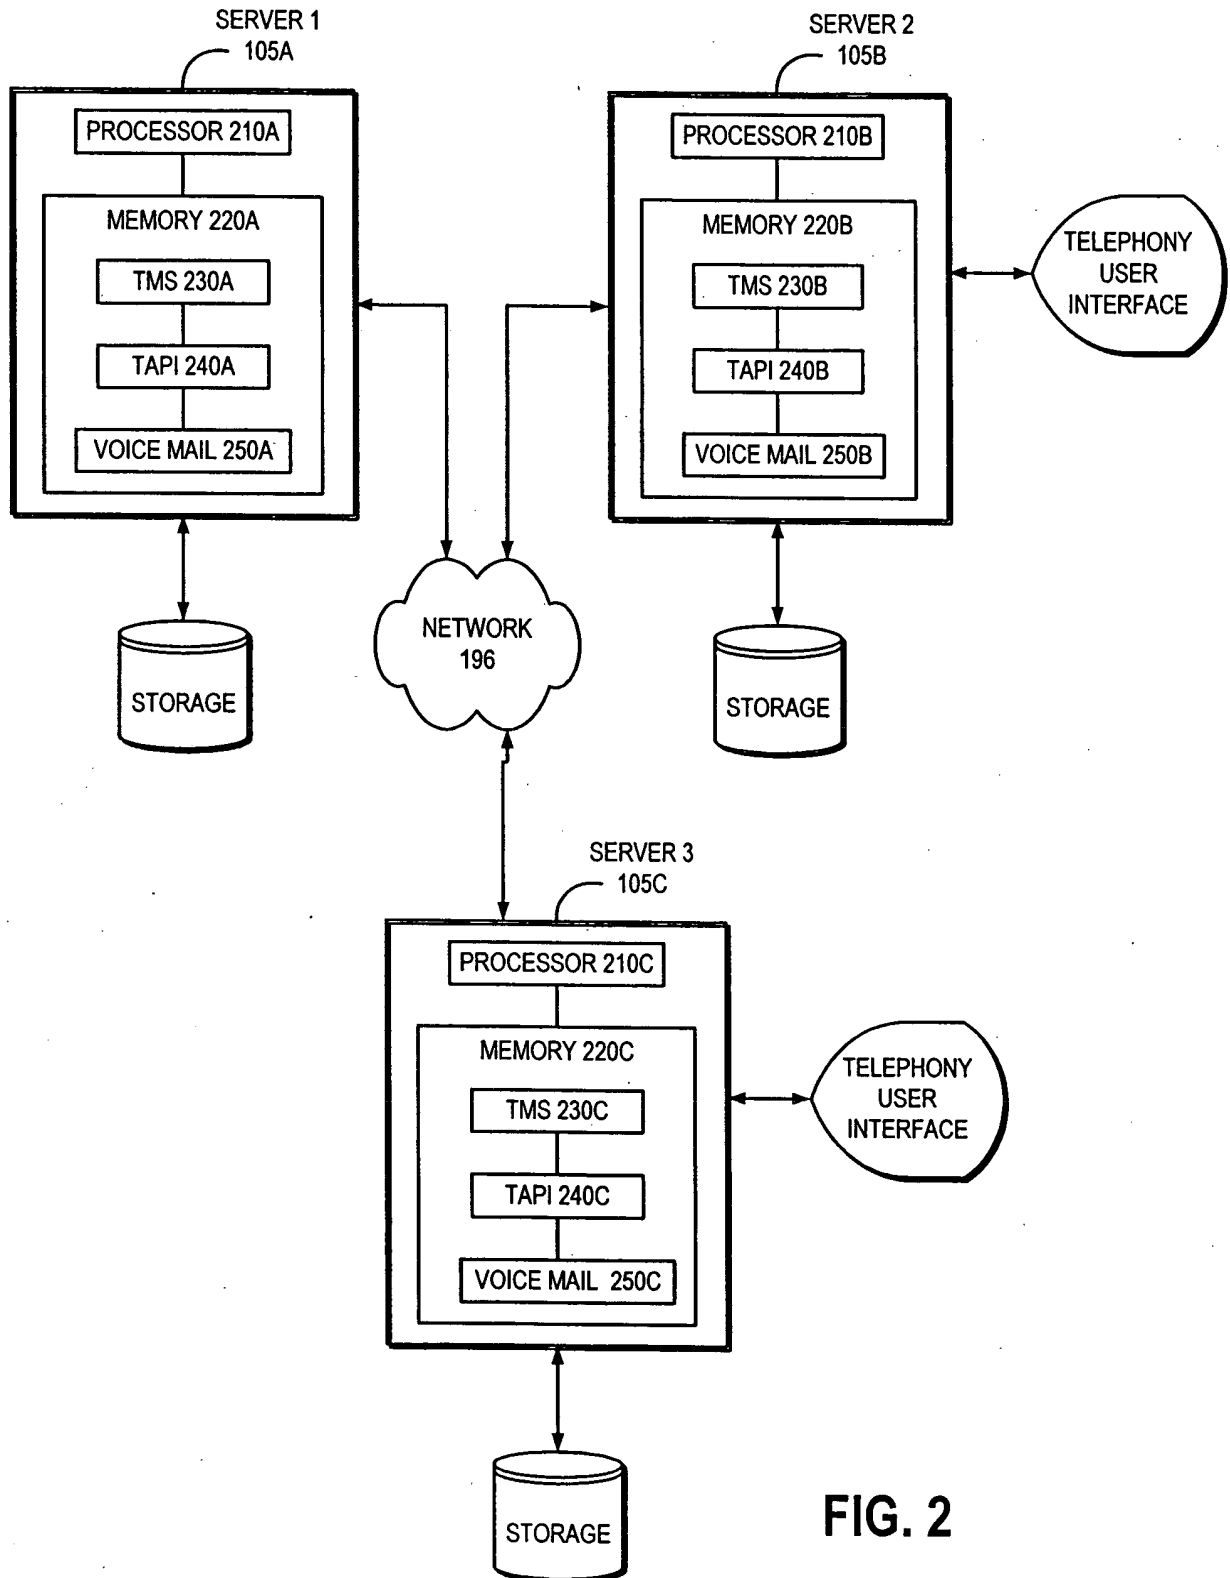 SERVER 1
105A
PROCESSOR 210A
MEMORY 220A
TMS 230A
TAPI 240A
VOICE MAIL 250A
STORAGE
SERVER 2
105B
PROCESSOR 210B
MEMORY 220B
TMS 230B
TAPI 240B
VOICE MAIL 250B
STORAGE
TELEPHONY
USER
INTERFACE
NETWORK
196
SERVER 3
105C
PROCESSOR 210C
MEMORY 220C
TMS 230C
TAPI 240C
VOICE MAIL 250C
STORAGE
TELEPHONY
USER
INTERFACE
FIG. 2